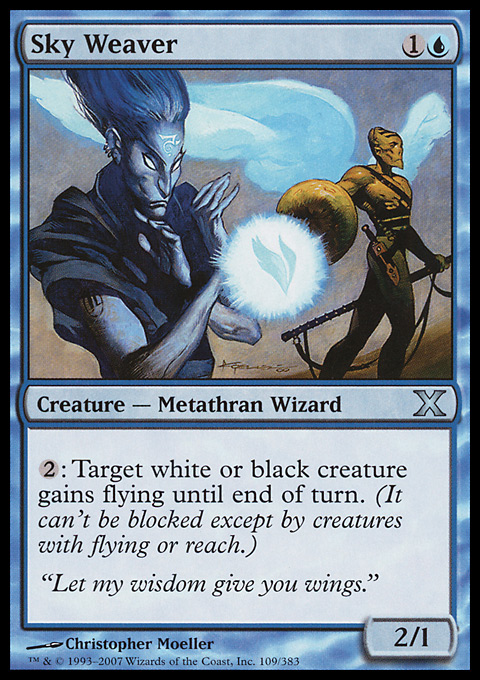 Sky Weaver
1
Creature — Metathran Wizard
X
2: Target white or black creature
gains flying until end of turn. (It
can't be blocked except by creatures
with flying or reach.)
“Let my wisdom give you wings.”
Christopher Moeller
2/1
™ & © 1993–2007 Wizards of the Coast, Inc. 109/383